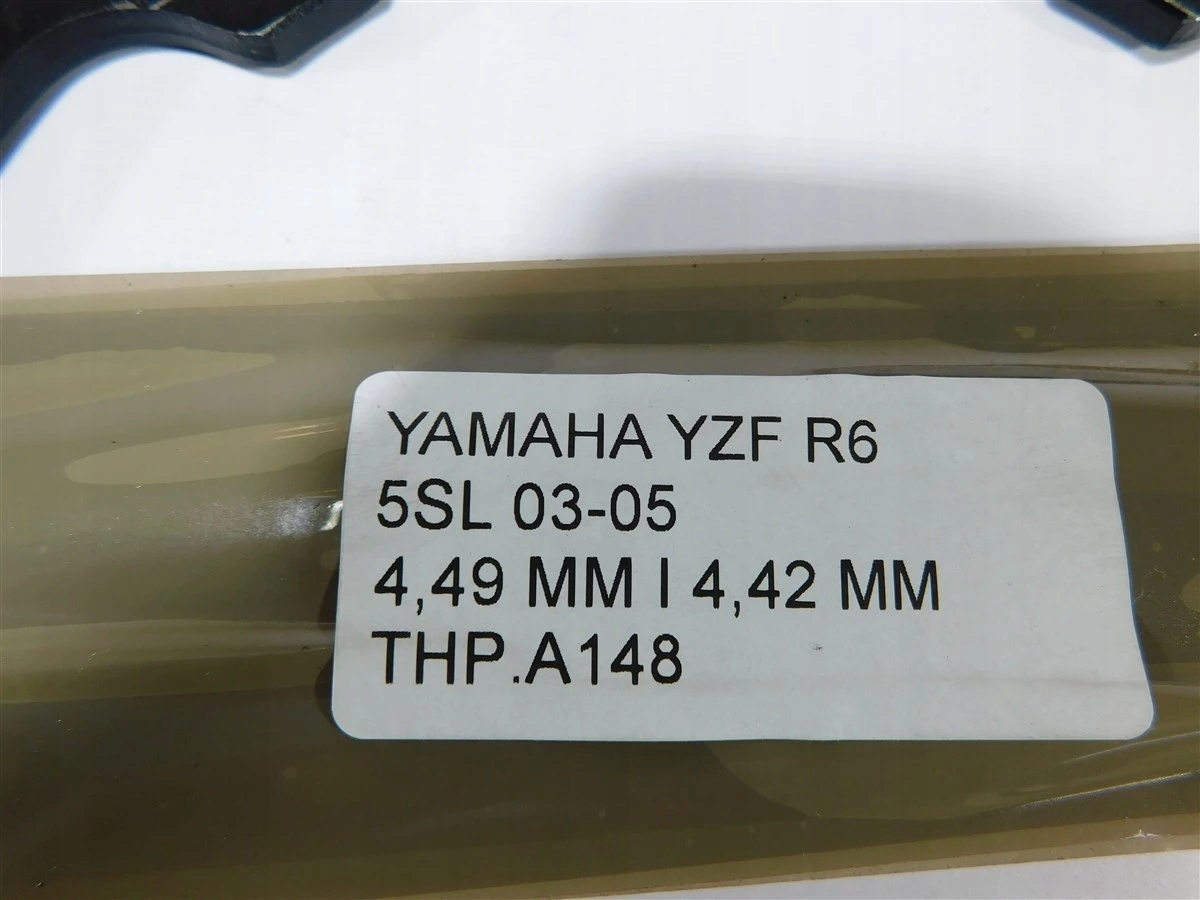 YAMAHA YZF R6
5SL 03-05
4,49 MM I 4,42 MM
THP.A148